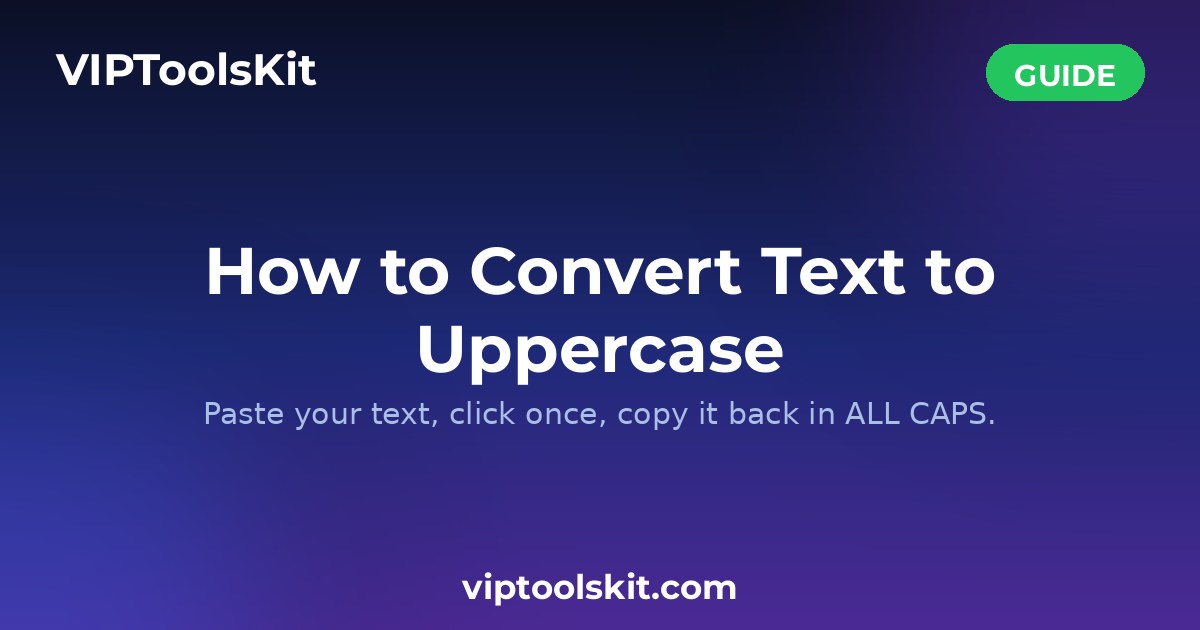 VIPToolsKit
GUIDE
How to Convert Text to
Uppercase
Paste your text, click once, copy it back in ALL CAPS.
viptoolskit.com